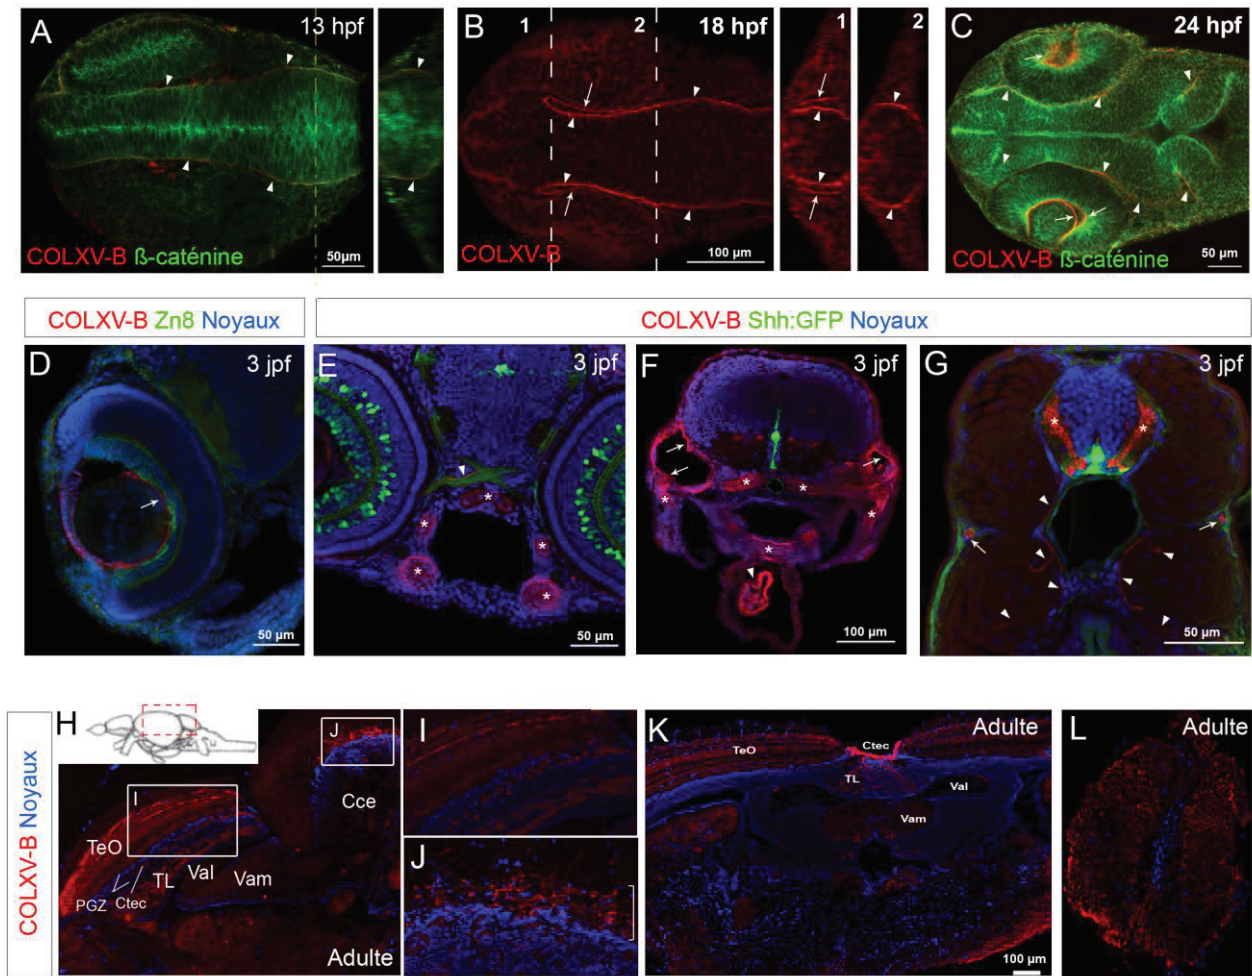 A 13 hpf
COLXV-B ß-caténine 50µm
B 1 2 18 hpf 1 2
COLXV-B 100 µm
C 24 hpf
COLXV-B ß-caténine 50 µm
COLXV-B Zn8 Noyaux
COLXV-B Shh:GFP Noyaux
D 3 jpf
50 µm
E 3 jpf
* * * * *
50 µm
F 3 jpf
* * * * *
100 µm
G 3 jpf
* *
50 µm
COLXV-B Noyaux
H
J
I
Cce
TeO
TL Val Vam
PGZ Ctec
Adulte
I
J
K Adulte
TeO Ctec
TL Val
Vam
100 µm
L Adulte